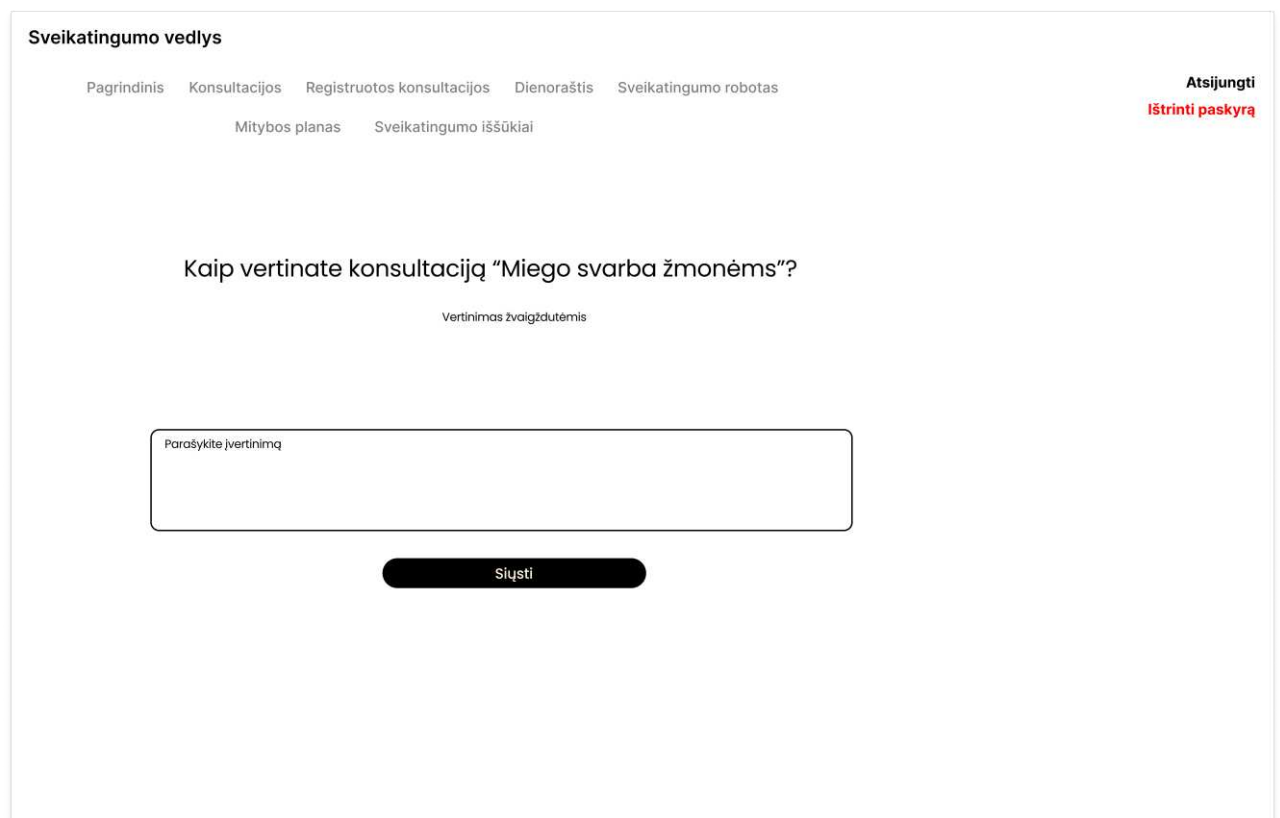 Sveikatingumo vedlys
Pagrindinis Konsultacijos Registruotos konsultacijos Dienoraštis Sveikatingumo robotas
Atsijungti
Ištrinti paskyrą
Mitybos planas Sveikatingumo iššūkiai
Kaip vertinate konsultaciją “Miego svarba žmonėms”?
Vertinimas žvaigždutėmis
Parašykite įvertinimą
Siųsti